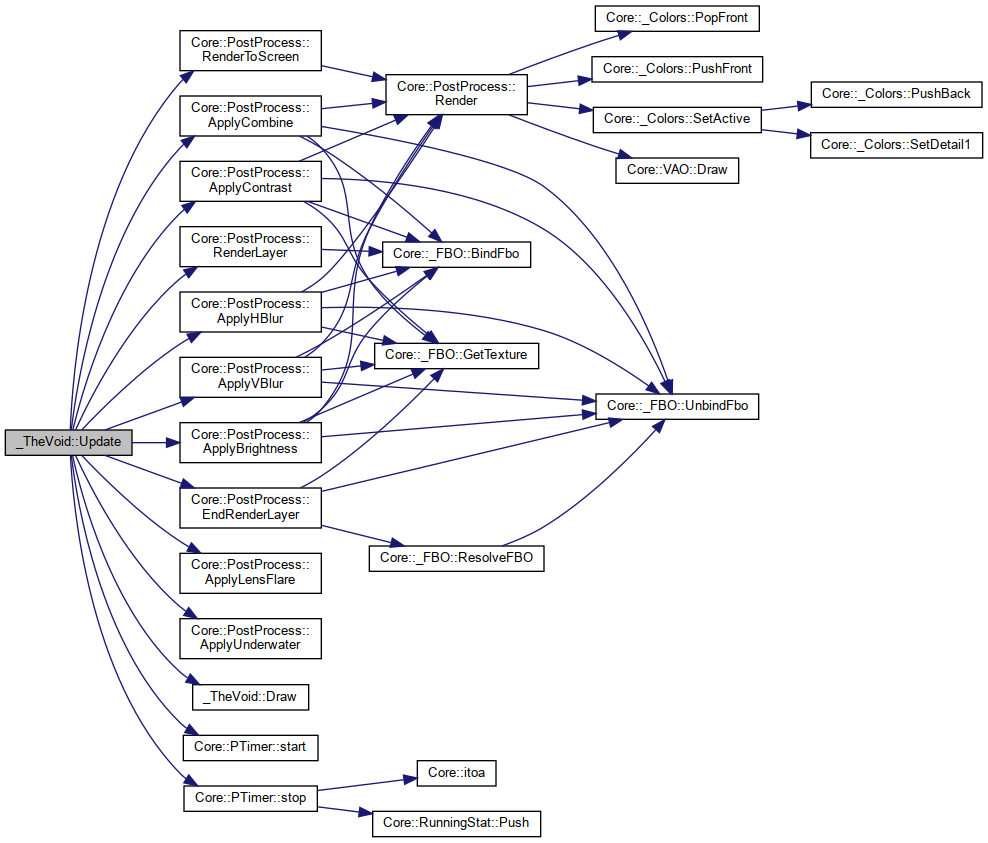 _TheVoid::Update
Core::PostProcess::
RenderToScreen
Core::PostProcess::
ApplyCombine
Core::PostProcess::
ApplyContrast
Core::PostProcess::
RenderLayer
Core::PostProcess::
ApplyHBlur
Core::PostProcess::
ApplyVBlur
Core::PostProcess::
ApplyBrightness
Core::PostProcess::
EndRenderLayer
Core::PostProcess::
ApplyLensFlare
Core::PostProcess::
ApplyUnderwater
_TheVoid::Draw
Core::PTimer::start
Core::PTimer::stop
Core::PostProcess::
Render
Core::_FBO::BindFbo
Core::_FBO::GetTexture
Core::_FBO::ResolveFBO
Core::itoa
Core::RunningStat::Push
Core::_Colors::PopFront
Core::_Colors::PushFront
Core::_Colors::SetActive
Core::VAO::Draw
Core::_FBO::UnbindFbo
Core::_Colors::PushBack
Core::_Colors::SetDetail1